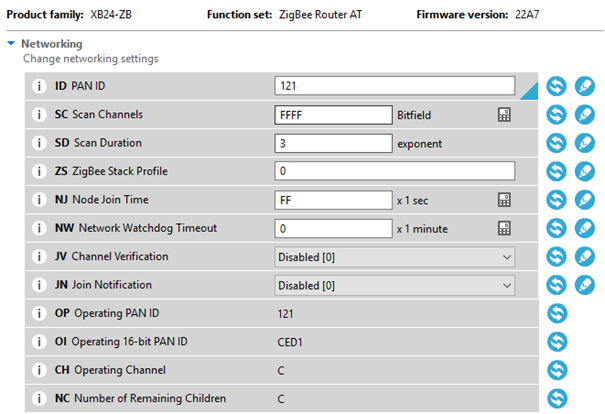 Product family: XB24-ZB Function set: ZigBee Router AT Firmware version: 22A7
Networking
Change networking settings
i ID PAN ID 121
i SC Scan Channels FFFF Bitfield
i SD Scan Duration 3 exponent
i ZS ZigBee Stack Profile 0
i NJ Node Join Time FF x 1 sec
i NW Network Watchdog Timeout 0 x 1 minute
i JV Channel Verification Disabled [0]
i JN Join Notification Disabled [0]
i OP Operating PAN ID 121
i OI Operating 16-bit PAN ID CED1
i CH Operating Channel C
i NC Number of Remaining Children C